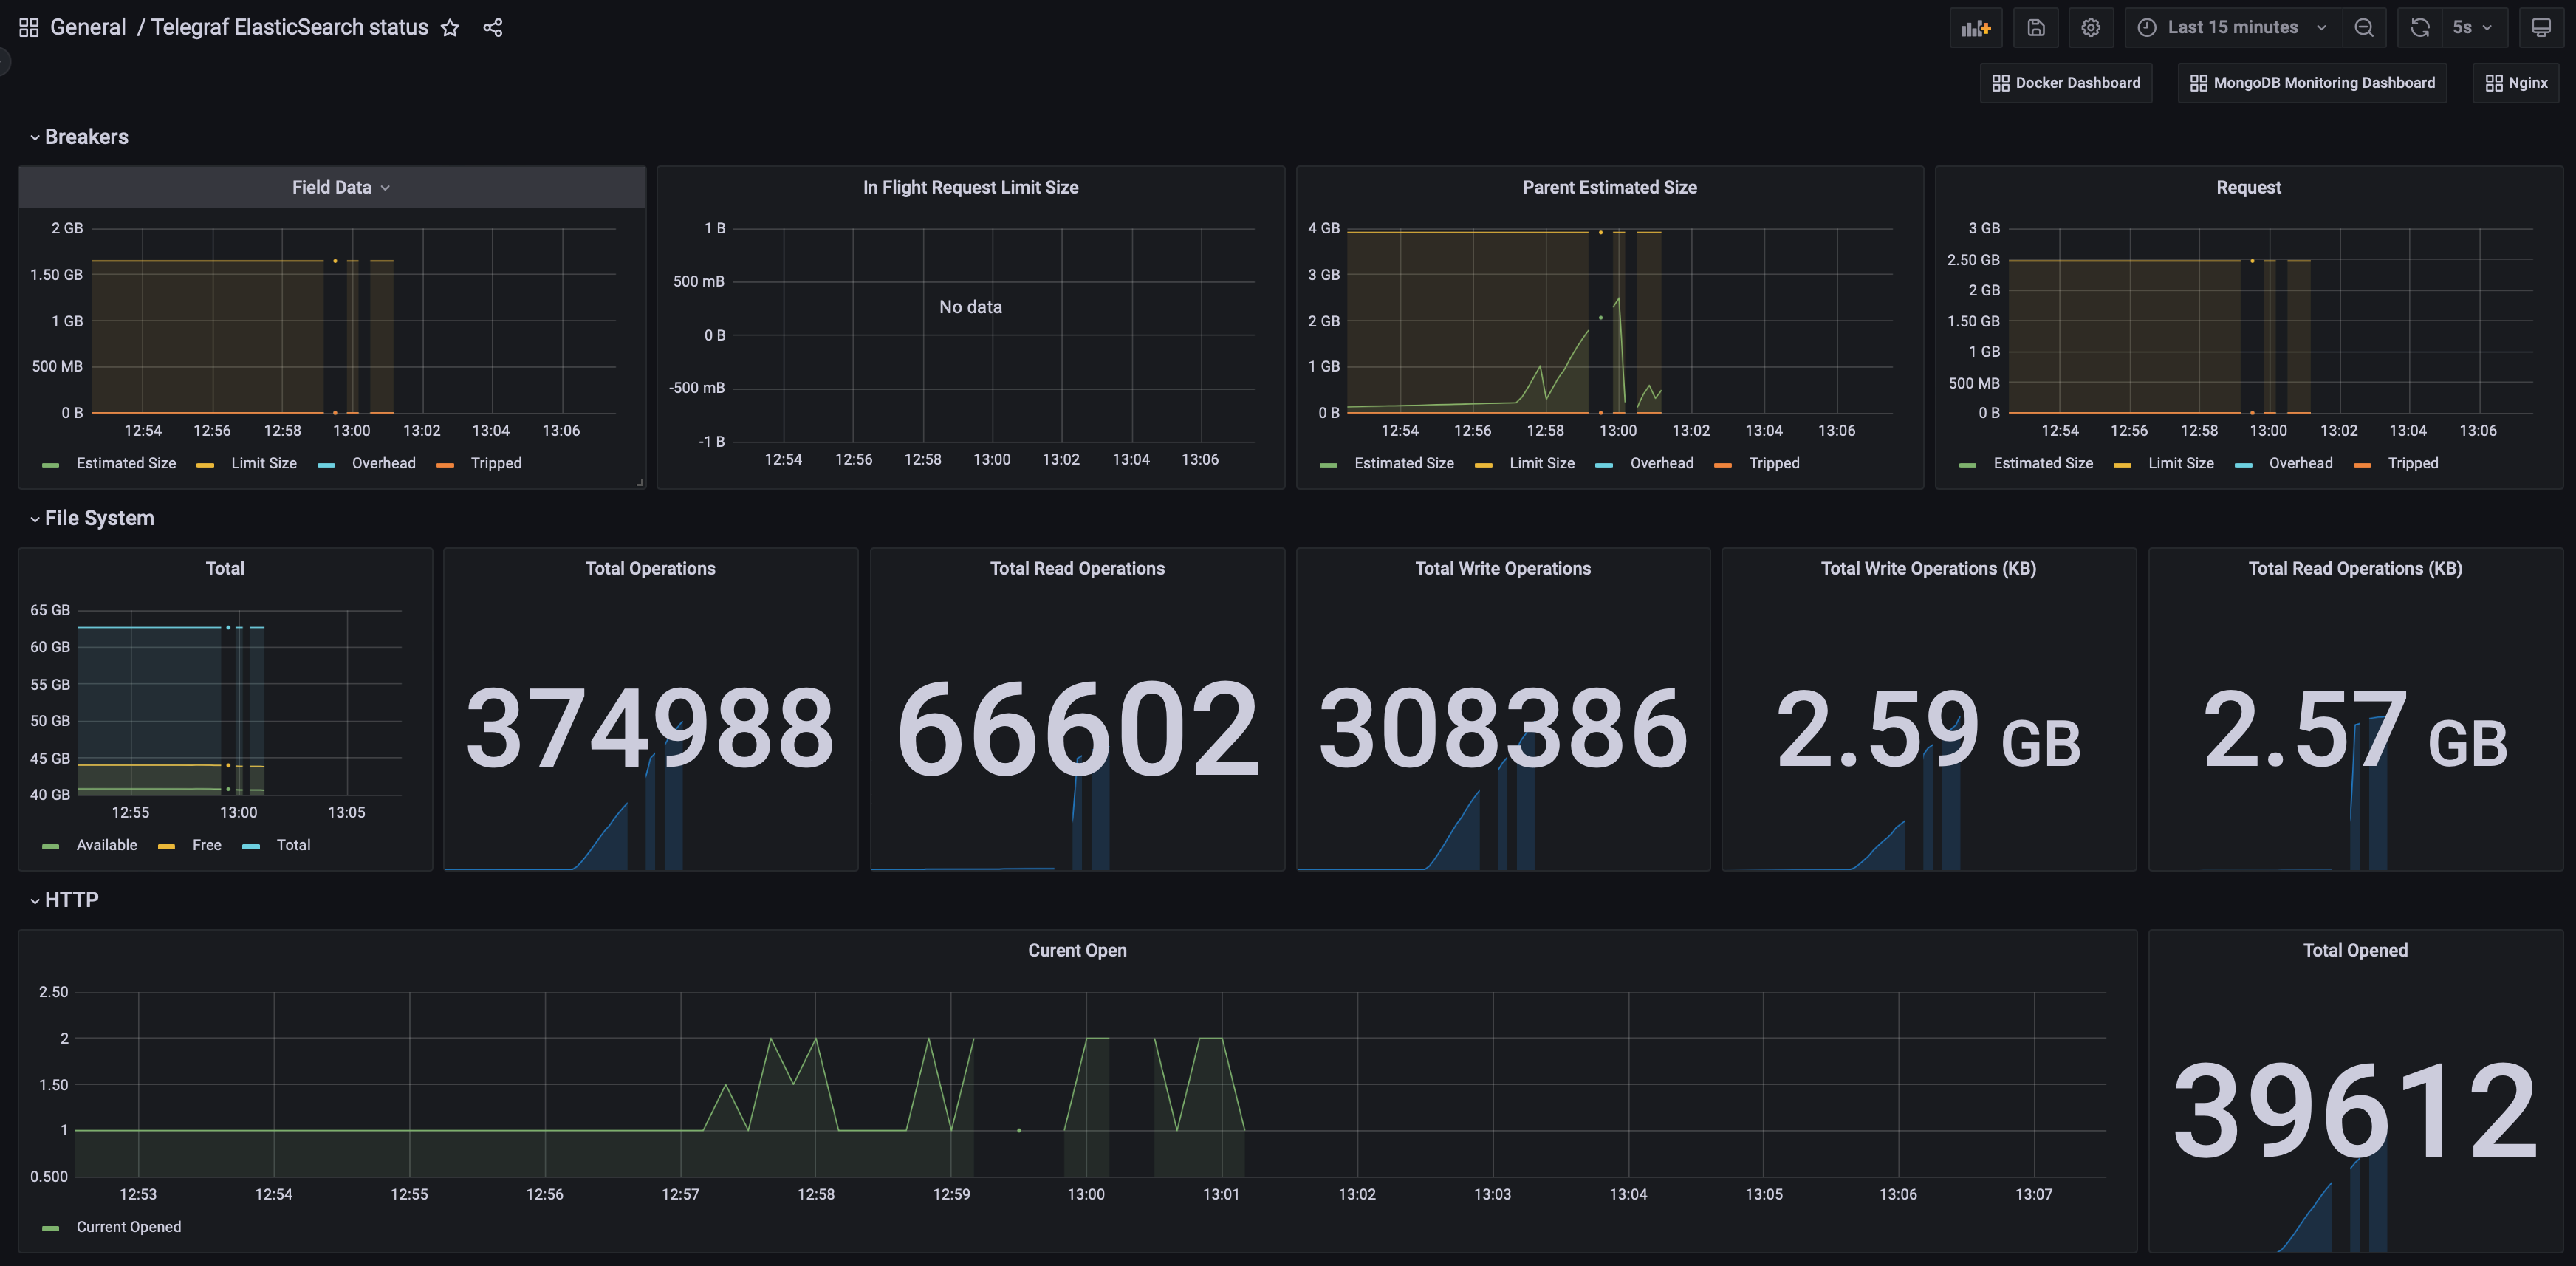 General / Telegraf ElasticSearch status
Last 15 minutes
5s
Docker Dashboard
MongoDB Monitoring Dashboard
Nginx
Breakers
Field Data
2 GB
1.50 GB
1 GB
500 MB
0 B
12:54 12:56 12:58 13:00 13:02 13:04 13:06
Estimated Size Limit Size Overhead Tripped
In Flight Request Limit Size
1 B
500 mB
No data
0 B
-500 mB
-1 B
12:54 12:56 12:58 13:00 13:02 13:04 13:06
Parent Estimated Size
4 GB
3 GB
2 GB
1 GB
0 B
12:54 12:56 12:58 13:00 13:02 13:04 13:06
Estimated Size Limit Size Overhead Tripped
Request
3 GB
2.50 GB
2 GB
1.50 GB
1 GB
500 MB
0 B
12:54 12:56 12:58 13:00 13:02 13:04 13:06
Estimated Size Limit Size Overhead Tripped
File System
Total
65 GB
60 GB
55 GB
50 GB
45 GB
40 GB
12:55 13:00 13:05
Available Free Total
Total Operations
374988
Total Read Operations
66602
Total Write Operations
308386
Total Write Operations (KB)
2.59 GB
Total Read Operations (KB)
2.57 GB
HTTP
Curent Open
2.50
2
1.50
1
0.500
12:53 12:54 12:55 12:56 12:57 12:58 12:59 13:00 13:01 13:02 13:03 13:04 13:05 13:06 13:07
Current Opened
Total Opened
39612